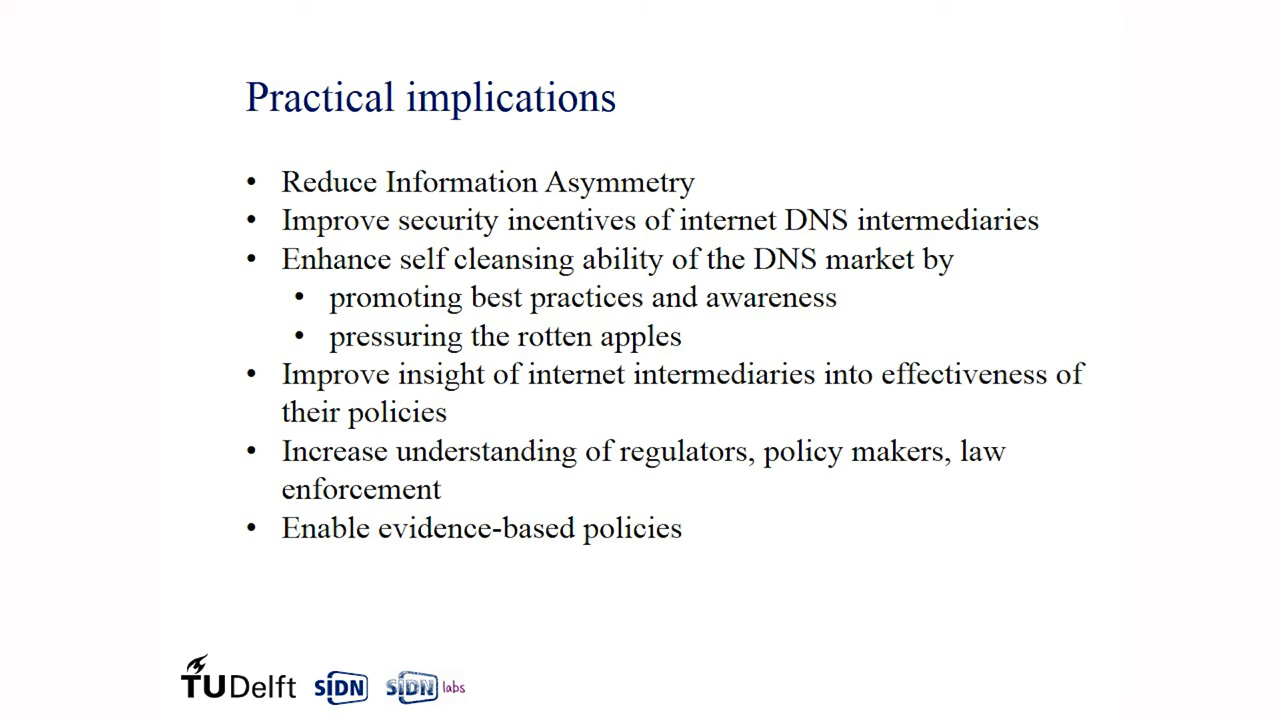 Practical implications
• Reduce Information Asymmetry
• Improve security incentives of internet DNS intermediaries
• Enhance self cleansing ability of the DNS market by
• promoting best practices and awareness
• pressuring the rotten apples
• Improve insight of internet intermediaries into effectiveness of
their policies
• Increase understanding of regulators, policy makers, law
enforcement
• Enable evidence-based policies
TUDelft SIDN SIDN labs